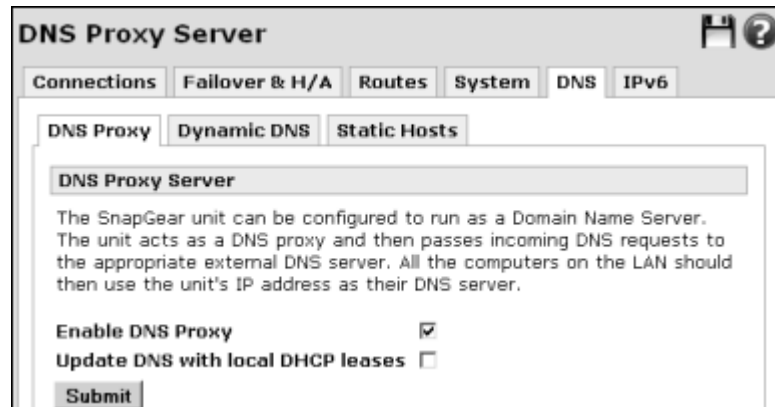 DNS Proxy Server
Connections Failover & H/A Routes System DNS IPv6
DNS Proxy Dynamic DNS Static Hosts
DNS Proxy Server
The SnapGear unit can be configured to run as a Domain Name Server.
The unit acts as a DNS proxy and then passes incoming DNS requests to
the appropriate external DNS server. All the computers on the LAN should
then use the unit's IP address as their DNS server.
Enable DNS Proxy
Update DNS with local DHCP leases
Submit